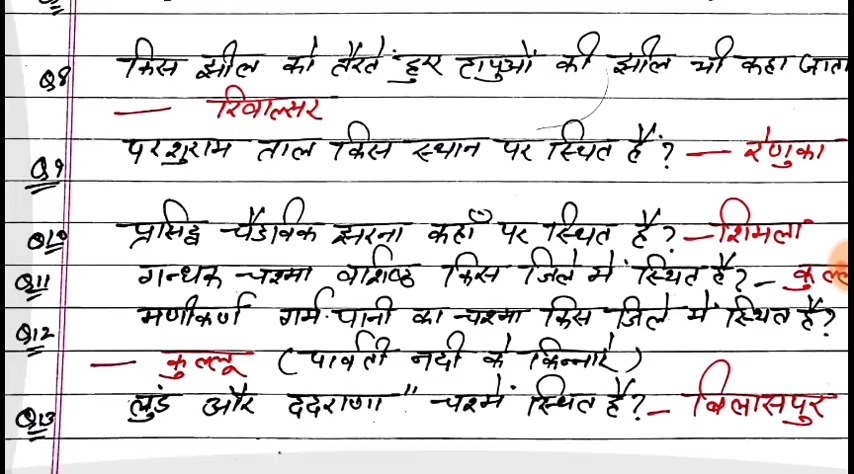 Q8 किस झील को तैरते हुए टापूओं की झील भी कहा जाता
— रिवाल्सर
Q9 परशुराम ताल किस स्थान पर स्थित है? — रेणुका
Q10 प्रसिद्ध चैडविक झरना कहाँ पर स्थित है? — शिमला
Q11 गन्धक चश्मा वशिष्ठ किस जिले में स्थित है? — कुल्ल
Q12 मणीकर्ण गर्म पानी का चश्मा किस जिले में स्थित है?
— कुल्लू (पार्वती नदी के किन्नारे)
Q13 लुंड और ददराणा" चश्में स्थित है? — बिलासपुर